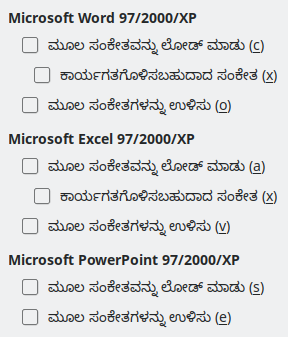 Microsoft Word 97/2000/XP
ಮೂಲ ಸಂಕೇತವನ್ನು ಲೋಡ್ ಮಾಡು (c)
ಕಾರ್ಯಗತಗೊಳಿಸಬಹುದಾದ ಸಂಕೇತ (x)
ಮೂಲ ಸಂಕೇತಗಳನ್ನು ಉಳಿಸು (o)
Microsoft Excel 97/2000/XP
ಮೂಲ ಸಂಕೇತವನ್ನು ಲೋಡ್ ಮಾಡು (a)
ಕಾರ್ಯಗತಗೊಳಿಸಬಹುದಾದ ಸಂಕೇತ (x)
ಮೂಲ ಸಂಕೇತಗಳನ್ನು ಉಳಿಸು (v)
Microsoft PowerPoint 97/2000/XP
ಮೂಲ ಸಂಕೇತವನ್ನು ಲೋಡ್ ಮಾಡು (s)
ಮೂಲ ಸಂಕೇತಗಳನ್ನು ಉಳಿಸು (e)